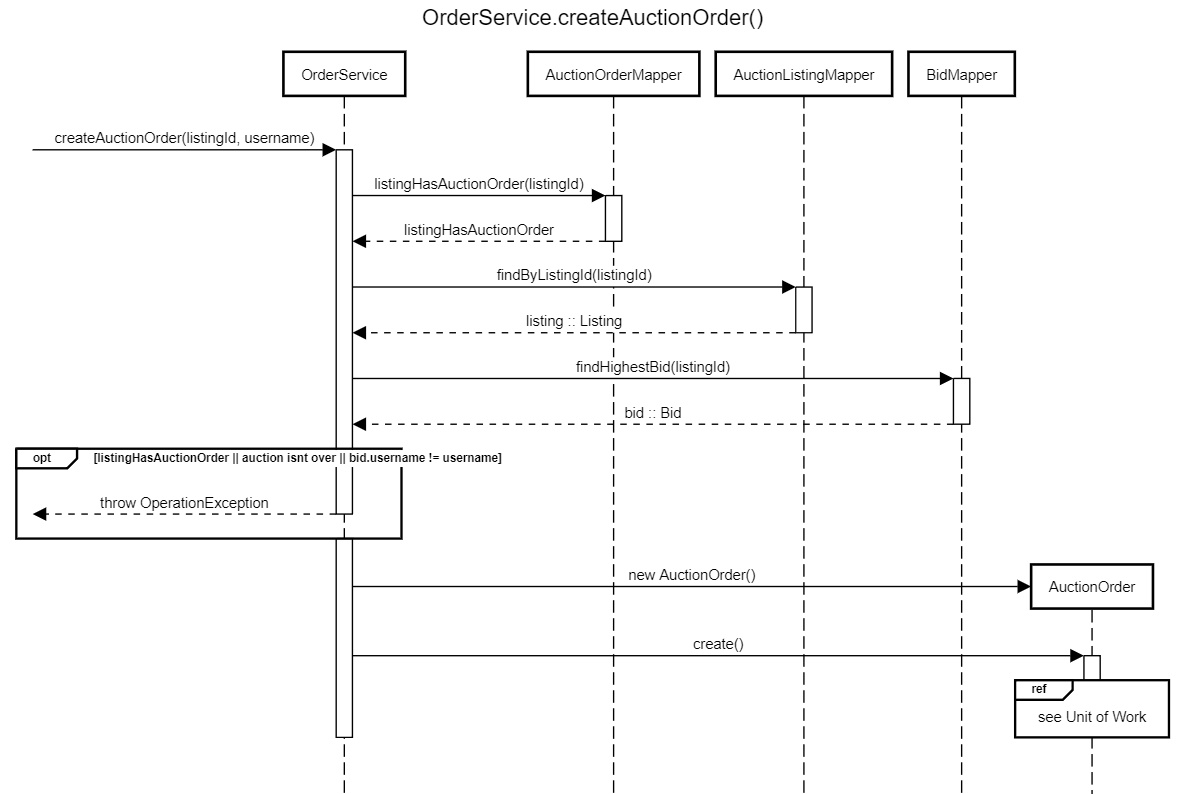 OrderService.createAuctionOrder()
OrderService
AuctionOrderMapper
AuctionListingMapper
BidMapper
createAuctionOrder(listingId, username)
listingHasAuctionOrder(listingId)
listingHasAuctionOrder
findByListingId(listingId)
listing :: Listing
findHighestBid(listingId)
bid :: Bid
opt
[listingHasAuctionOrder || auction isnt over || bid.username != username]
throw OperationException
new AuctionOrder()
AuctionOrder
create()
ref
see Unit of Work